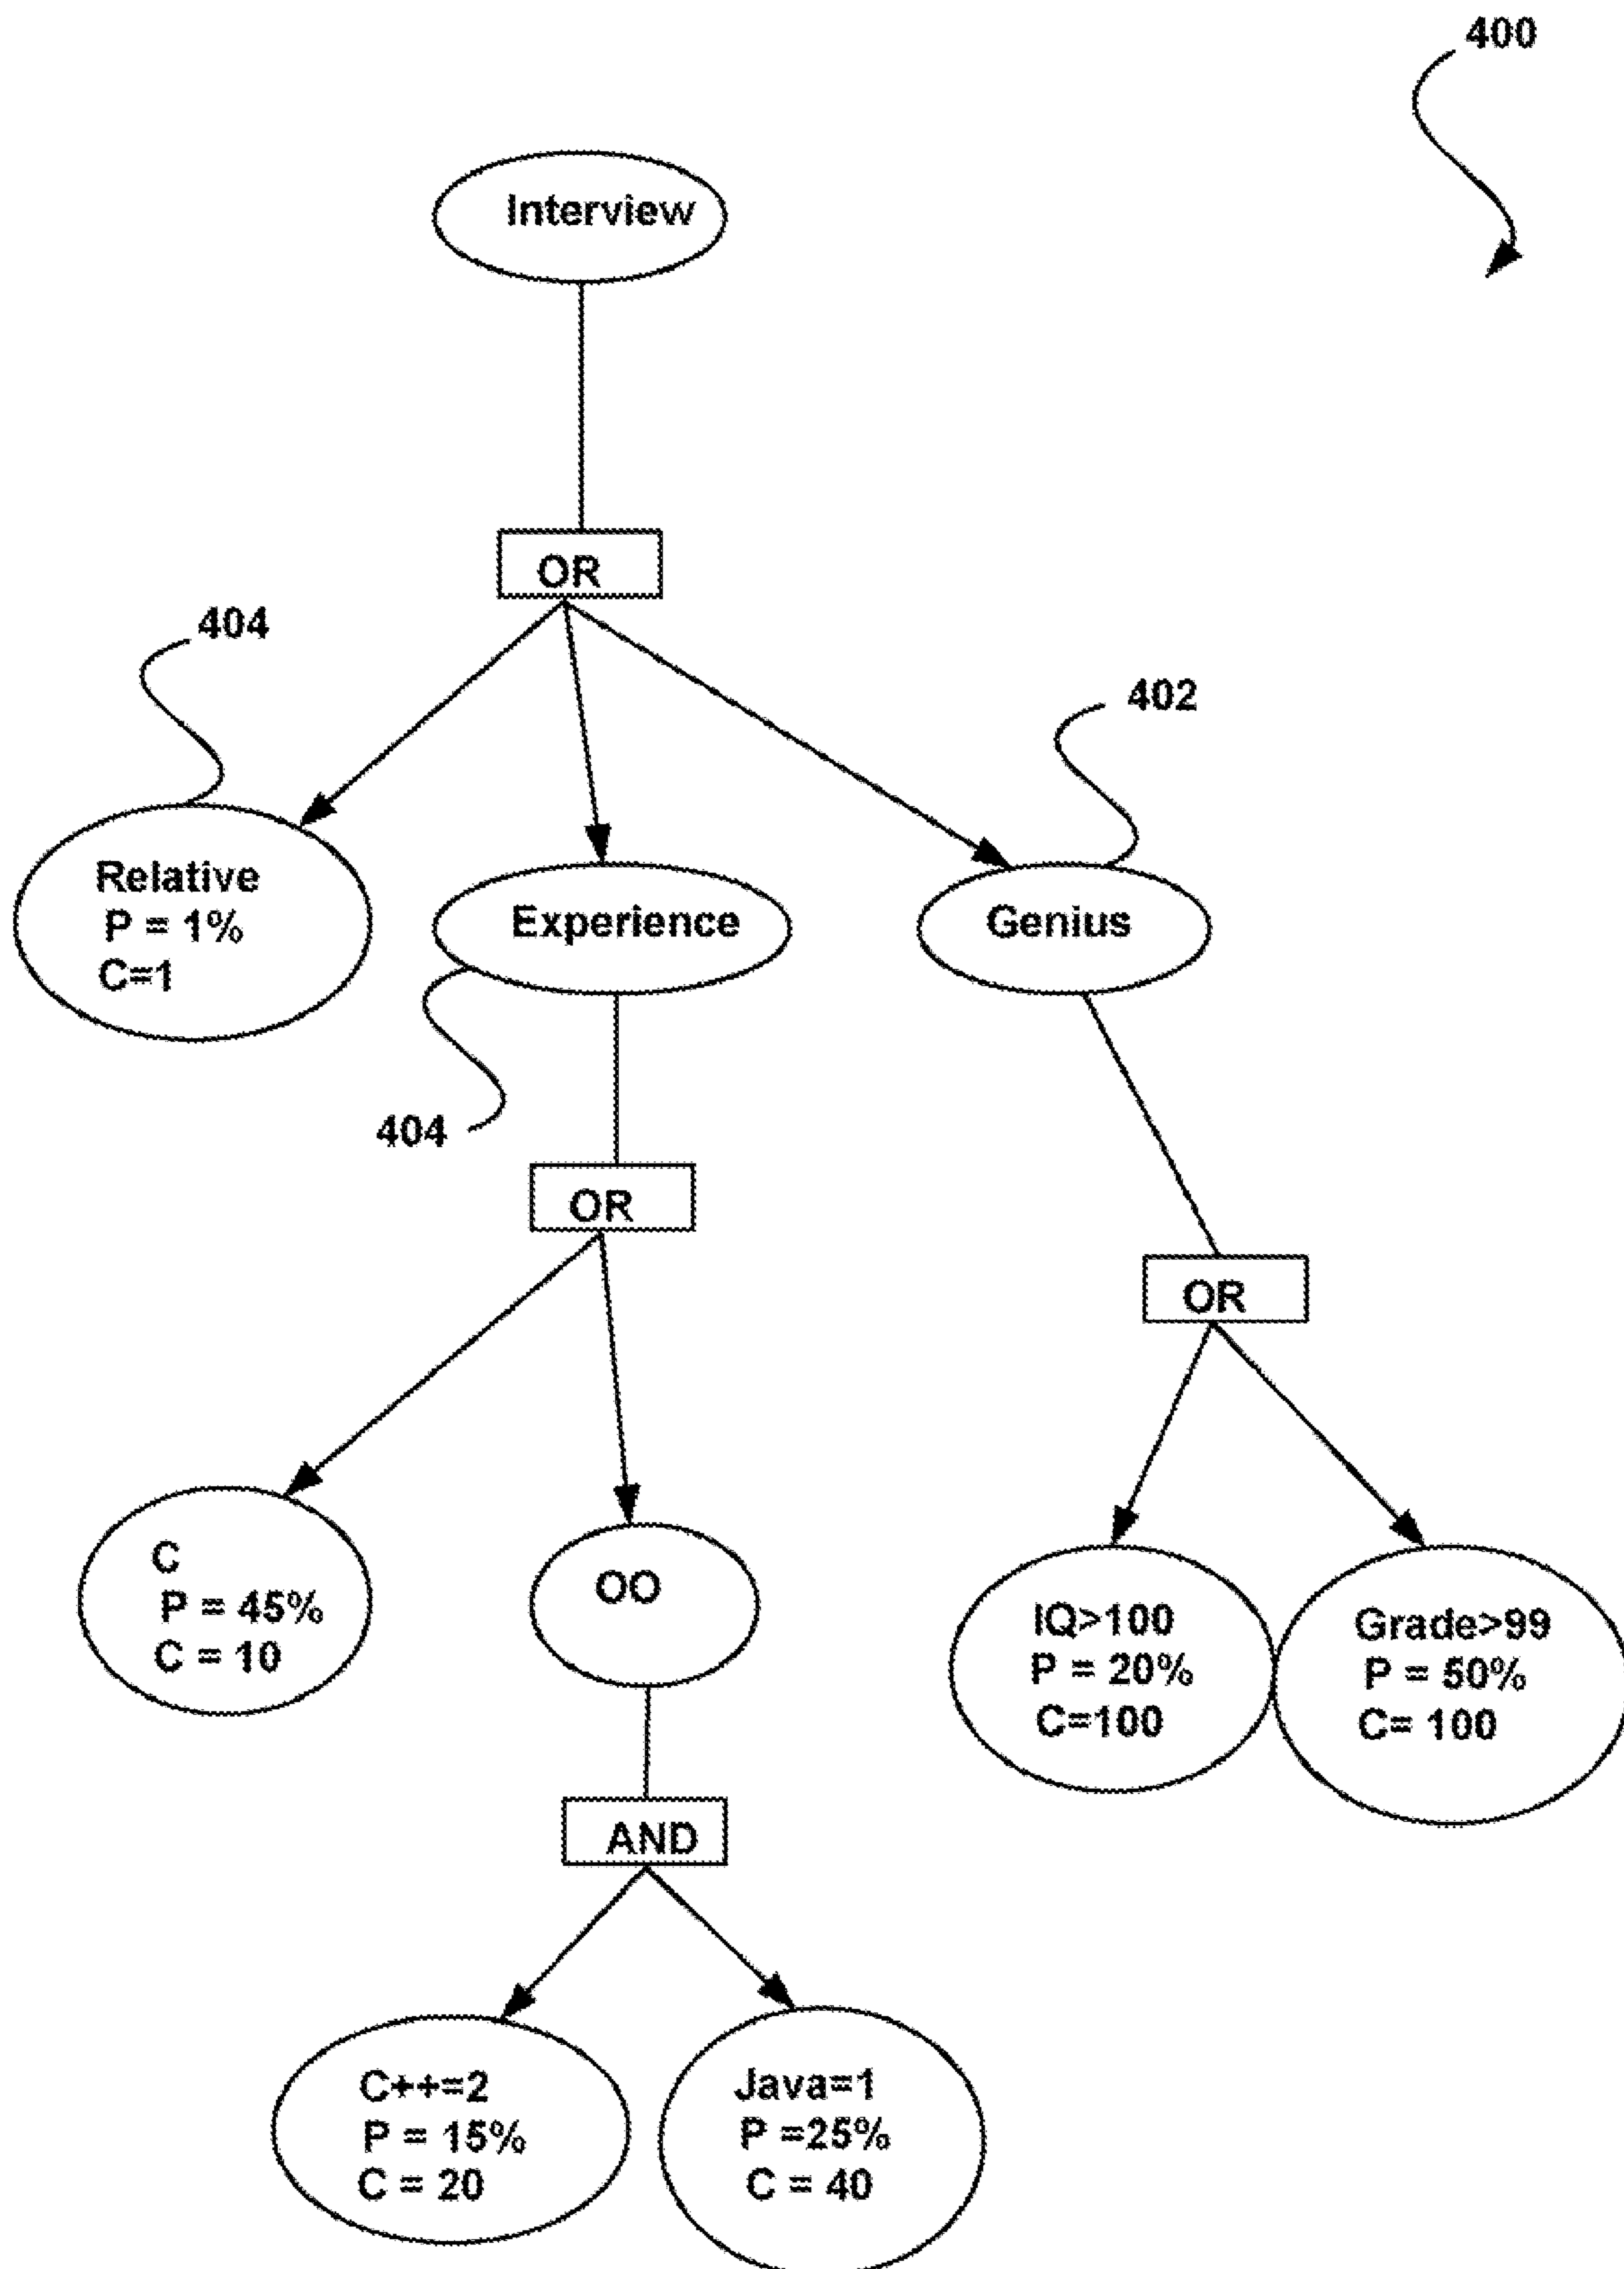 400
Interview
OR
404
402
Relative
P = 1%
C=1
Experience
Genius
404
OR
OR
C
P = 45%
C = 10
OO
IQ>100
P = 20%
C=100
Grade>99
P = 50%
C= 100
AND
C++=2
P = 15%
C = 20
Java=1
P =25%
C = 40